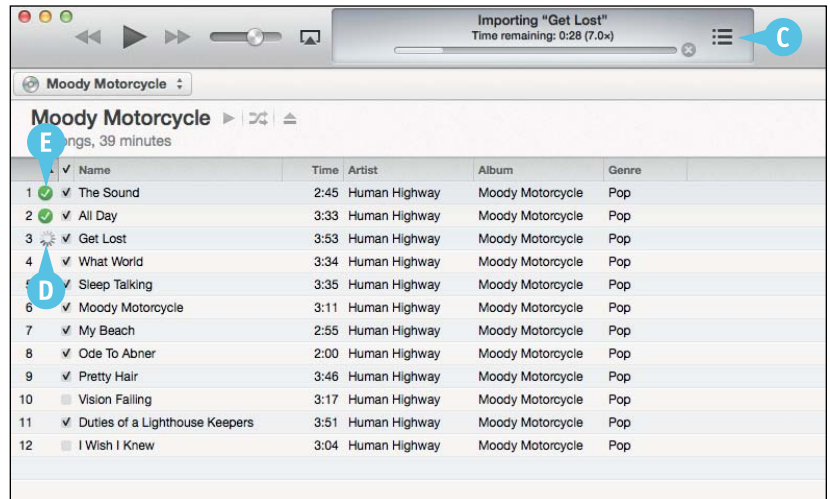 Importing "Get Lost"
Time remaining: 0:28 (7.0×)
C
Moody Motorcycle
Moody Motorcycle
E
ongs, 39 minutes
Name Time Artist Album Genre
1 The Sound 2:45 Human Highway Moody Motorcycle Pop
2 All Day 3:33 Human Highway Moody Motorcycle Pop
3 Get Lost 3:53 Human Highway Moody Motorcycle Pop
4 What World 3:34 Human Highway Moody Motorcycle Pop
D
Sleep Talking 3:35 Human Highway Moody Motorcycle Pop
6 Moody Motorcycle 3:11 Human Highway Moody Motorcycle Pop
7 My Beach 2:55 Human Highway Moody Motorcycle Pop
8 Ode To Abner 2:00 Human Highway Moody Motorcycle Pop
9 Pretty Hair 3:46 Human Highway Moody Motorcycle Pop
10 Vision Failing 3:17 Human Highway Moody Motorcycle Pop
11 Duties of a Lighthouse Keepers 3:51 Human Highway Moody Motorcycle Pop
12 I Wish I Knew 3:04 Human Highway Moody Motorcycle Pop